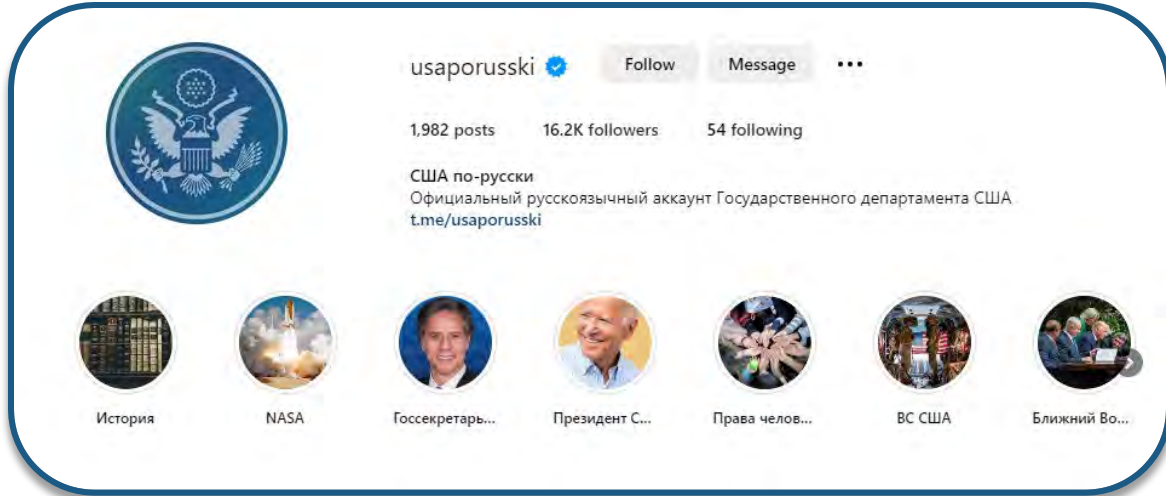 usaporusski Follow Message •••
1,982 posts 16.2K followers 54 following
США по-русски
Официальный русскоязычный аккаунт Государственного департамента США
t.me/usaporusski
История NASA Госсекретарь... Президент С... Права челов... ВС США Ближний Во...